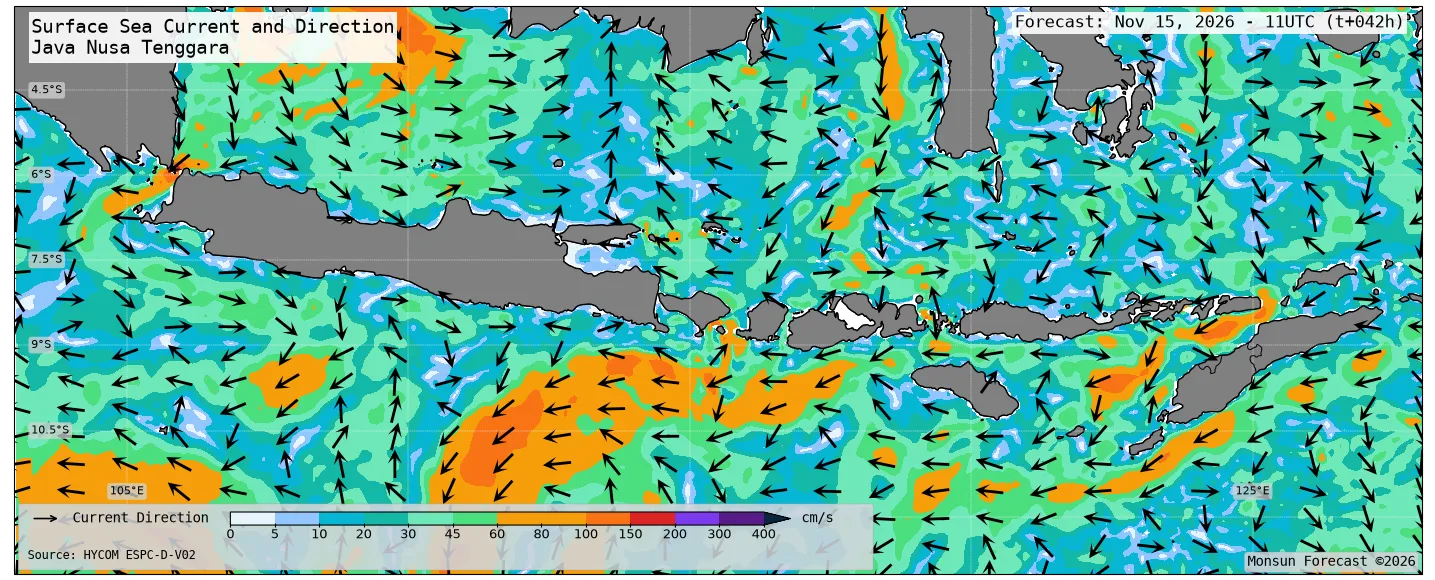 Surface Sea Current and Direction
Java Nusa Tenggara
Forecast: Nov 15, 2026 - 11UTC (t+042h)
4.5°S
6°S
7.5°S
9°S
10.5°S
105°E
125°E
Current Direction
0 5 10 20 30 45 60 80 100 150 200 300 400
cm/s
Source: HYCOM ESPC-D-V02
Monsun Forecast ©2026